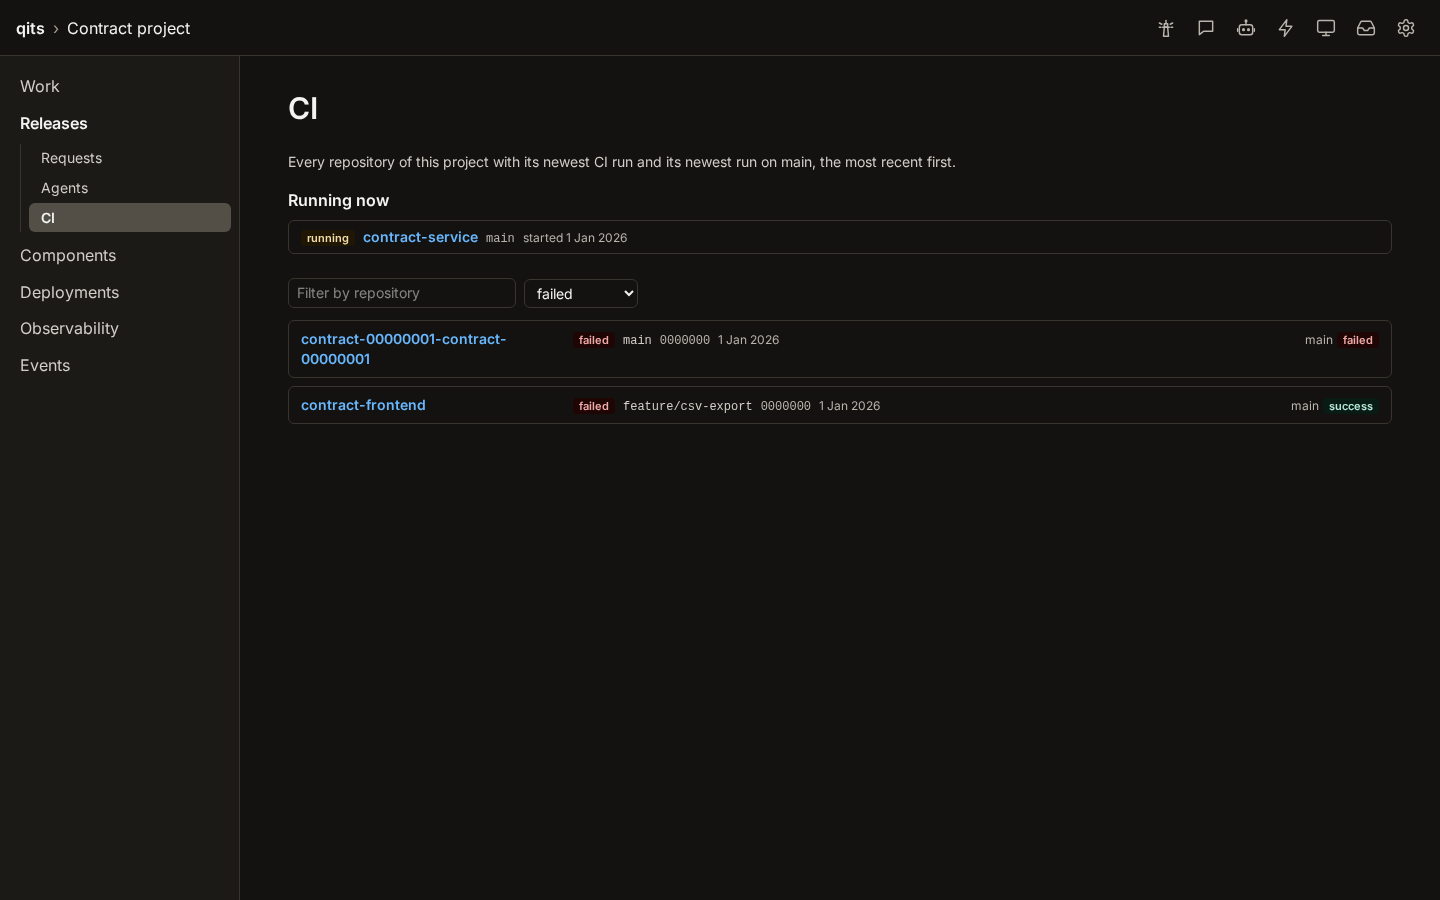 qits › Contract project
Work
Releases
Requests
Agents
CI
Components
Deployments
Observability
Events
CI
Every repository of this project with its newest CI run and its newest run on main, the most recent first.
Running now
running contract-service main started 1 Jan 2026
Filter by repository failed
contract-00000001-contract-00000001 failed main 0000000 1 Jan 2026 main failed
contract-frontend failed feature/csv-export 0000000 1 Jan 2026 main success